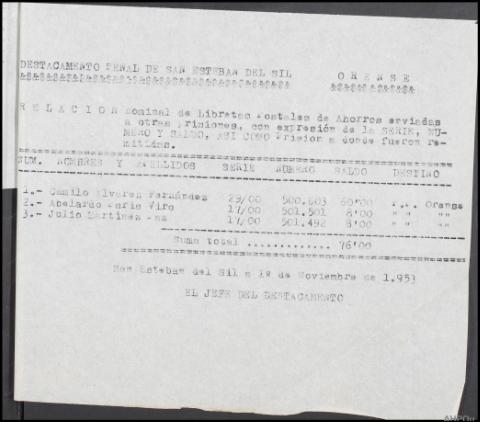 DESTACAMENTO PENAL DE SAN ESTEBAN DEL SIL O R E N S E
R E L A C I O N nominal de Libretas Postales de Ahorros enviadas
a otras prisiones, con expresión de la SERIE, NU-
MERO Y SALDO, ASI COMO Prision a donde fueron re-
mitidas.
NUM. NOMBRES Y APELLIDOS SERIE NUMERO SALDO DESTINO
1.- Camilo Alvarez Fernández 23/00 500.603 60'00 P.P. Orense
2.- Abelardo 17/00 501.501 8'00 " " ""
3.- Julio Martinez 17/00 501.492 8'00 " " ""
Suma total ............. 76'00
San Esteban del Sil a 1º de Noviembre de 1.953
EL JEFE DEL DESTACAMENTO